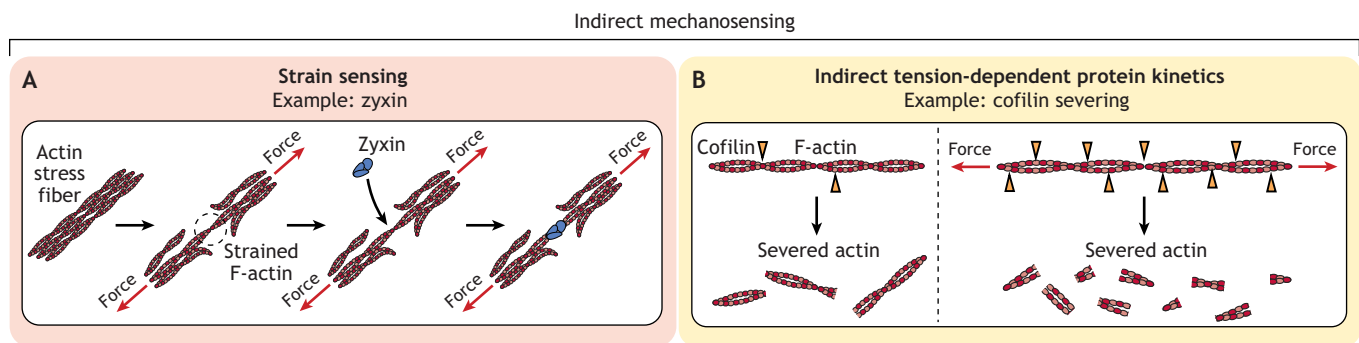 Indirect mechanosensing
A
Strain sensing
Example: zyxin
Actin
stress
fiber
Force
Force
Strained
F-actin
Zyxin
Force
Force
Force
Force
B
Indirect tension-dependent protein kinetics
Example: cofilin severing
Cofilin
F-actin
Severed actin
Force
Force
Severed actin